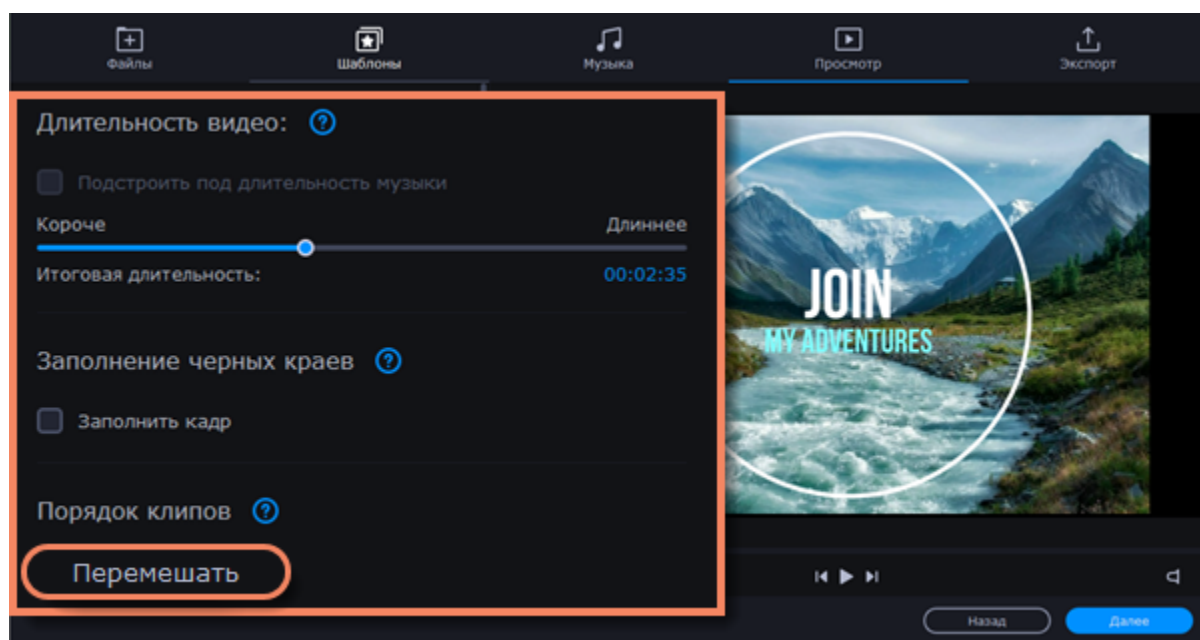 Файлы
Шаблоны
Музыка
Просмотр
Экспорт
Длительность видео: ?
Подстроить под длительность музыки
Короче Длиннее
Итоговая длительность: 00:02:35
Заполнение черных краев ?
Заполнить кадр
Порядок клипов ?
Перемешать
JOIN
MY ADVENTURES
Назад
Далее